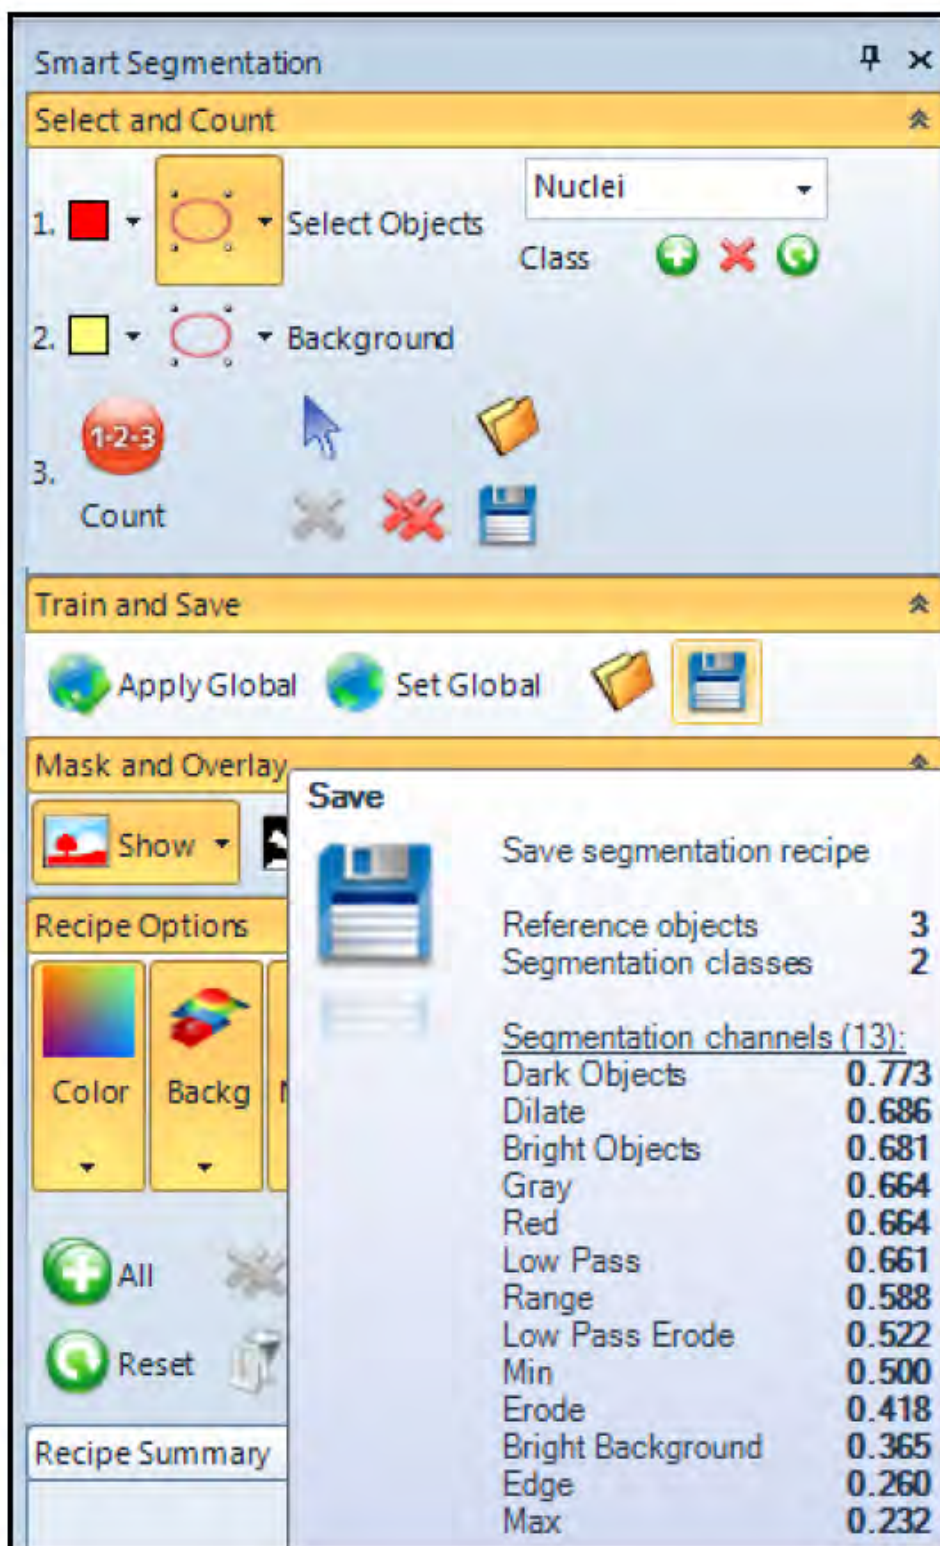 Smart Segmentation
Select and Count
Nuclei
1. Select Objects
Class
2. Background
1-2-3
3.
Count
Train and Save
Apply Global Set Global
Mask and Overlay
Save
Show
Save segmentation recipe
Recipe Options
Reference objects 3
Segmentation classes 2
Segmentation channels (13):
Dark Objects 0.773
Color Backg
Dilate 0.686
Bright Objects 0.681
Gray 0.664
Red 0.664
Low Pass 0.661
All
Range 0.588
Low Pass Erode 0.522
Reset
Min 0.500
Erode 0.418
Recipe Summary
Bright Background 0.365
Edge 0.260
Max 0.232